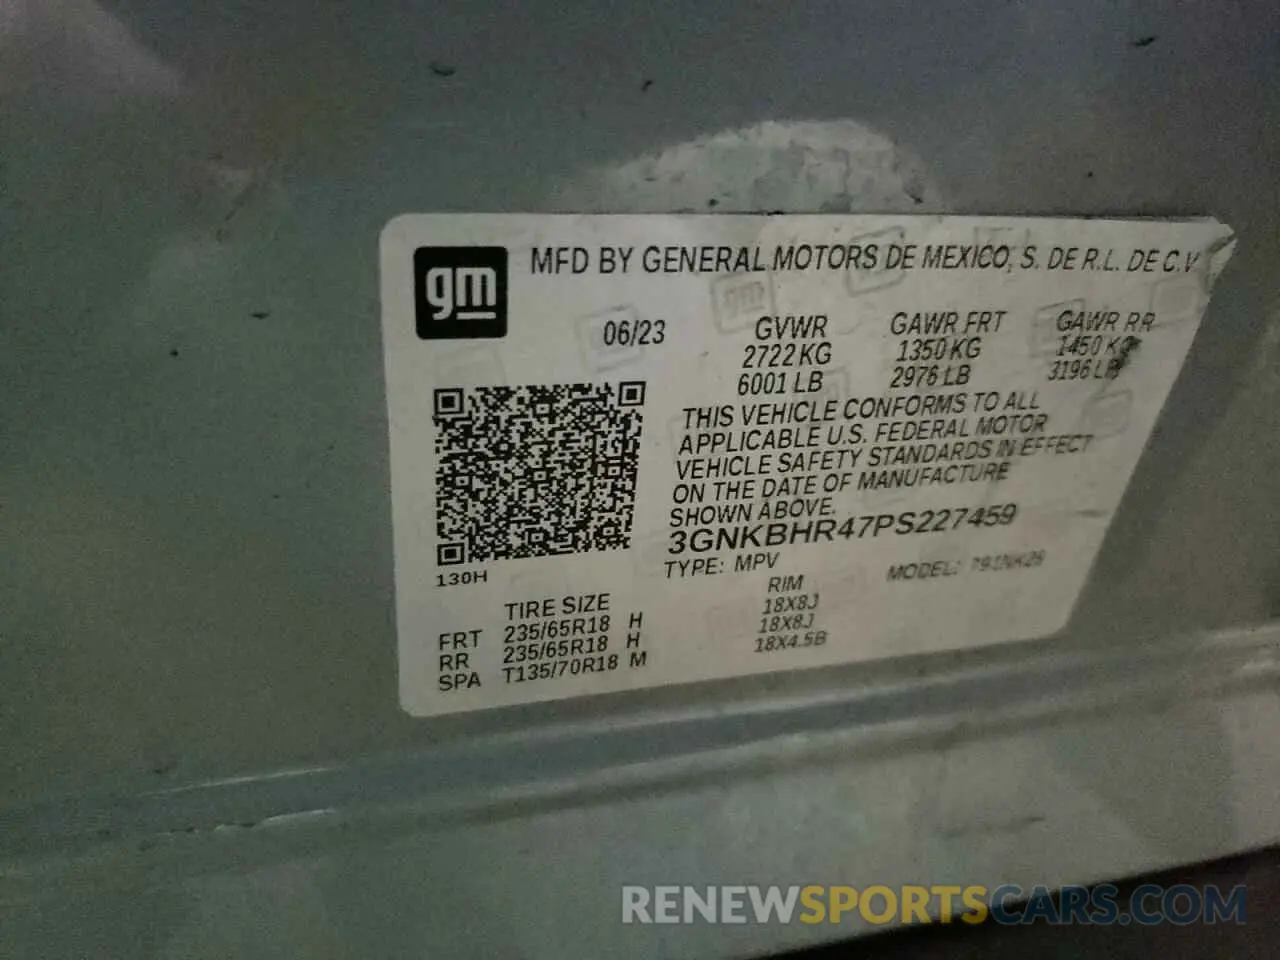 gm
MFD BY GENERAL MOTORS DE MEXICO, S. DE R.L. DE C.V
06/23
GVWR GAWR FRT GAWR RR
2722 KG 1350 KG 1450 KG
6001 LB 2976 LB 3196 LB
THIS VEHICLE CONFORMS TO ALL
APPLICABLE U.S. FEDERAL MOTOR
VEHICLE SAFETY STANDARDS IN EFFECT
ON THE DATE OF MANUFACTURE
SHOWN ABOVE.
3GNKBHR47PS227459
TYPE: MPV MODEL:
130H
TIRE SIZE RIM
FRT 235/65R18 H 18X8J
RR 235/65R18 H 18X8J
SPA T135/70R18 M 18X4.5B
RENEWSPORTSCARS.COM